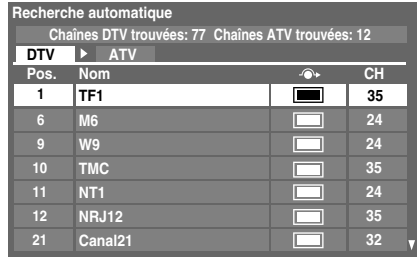 Recherche automatique
Chaînes DTV trouvées: 77 Chaînes ATV trouvées: 12
DTV ATV
Pos. Nom CH
1 TF1 35
6 M6 24
9 W9 24
10 TMC 35
11 NT1 24
12 NRJ12 35
21 Canal21 32